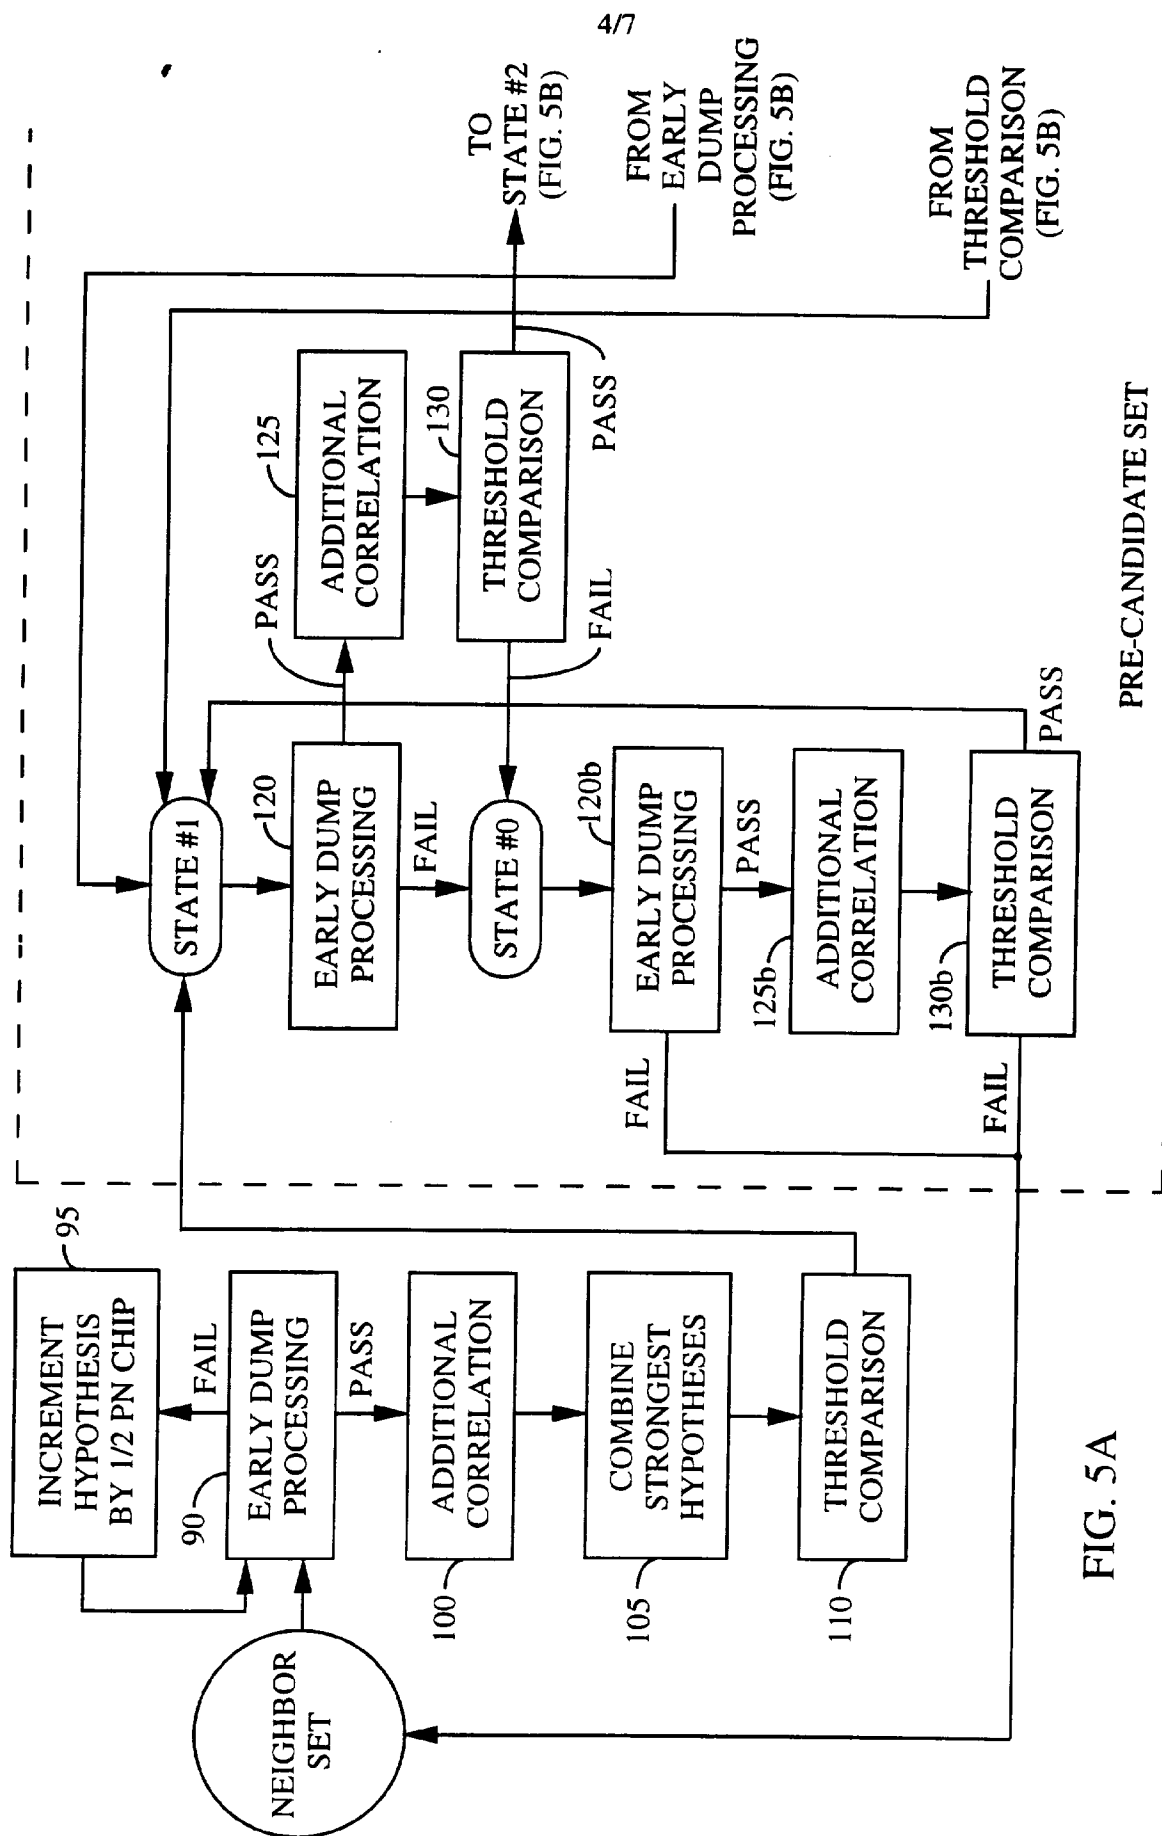 4/7
95
INCREMENT
HYPOTHESIS
BY 1/2 PN CHIP
FAIL
90
EARLY DUMP
PROCESSING
PASS
NEIGHBOR
SET
100
ADDITIONAL
CORRELATION
105
COMBINE
STRONGEST
HYPOTHESES
110
THRESHOLD
COMPARISON
STATE #1
120
EARLY DUMP
PROCESSING
PASS
FAIL
125
ADDITIONAL
CORRELATION
130
THRESHOLD
COMPARISON
FAIL
PASS
STATE #0
120b
EARLY DUMP
PROCESSING
FAIL
PASS
125b
ADDITIONAL
CORRELATION
130b
THRESHOLD
COMPARISON
FAIL
PASS
TO
STATE #2
(FIG. 5B)
FROM
EARLY
DUMP
PROCESSING
(FIG. 5B)
FROM
THRESHOLD
COMPARISON
(FIG. 5B)
PRE-CANDIDATE SET
FIG. 5A